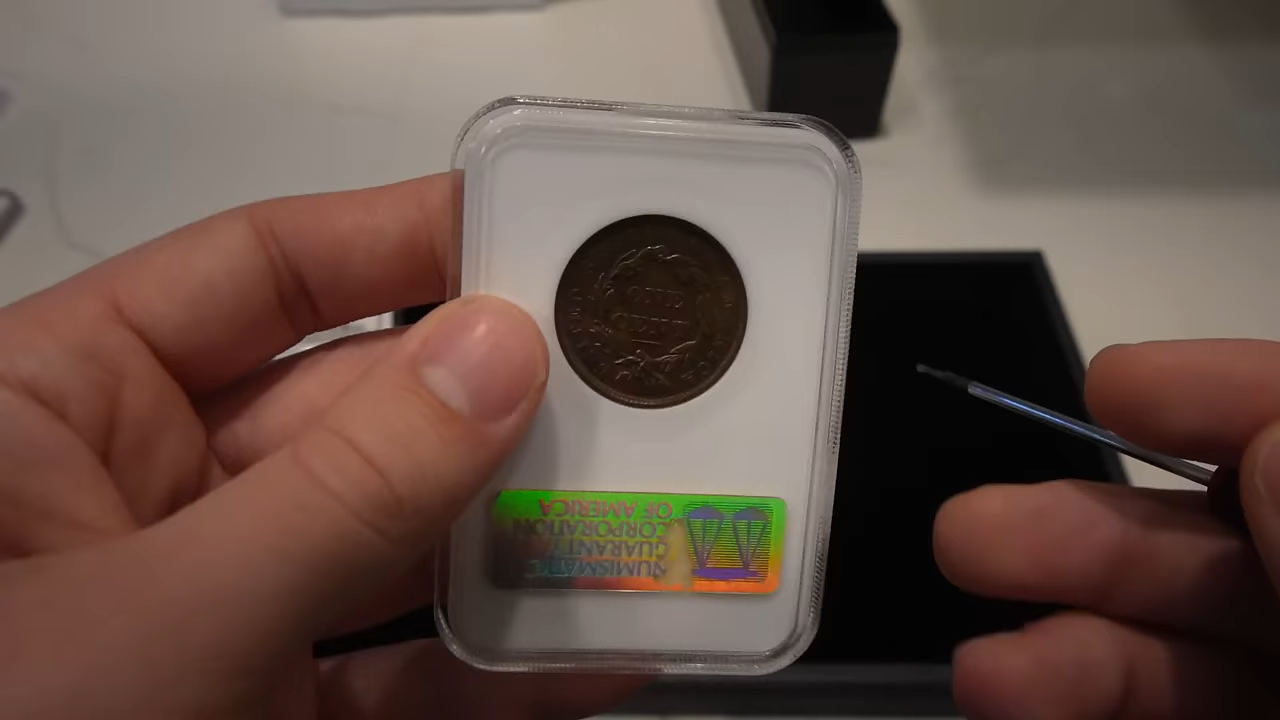 ONE
CENT
NUMISMATIC
GUARANTY
CORPORATION
OF AMERICA